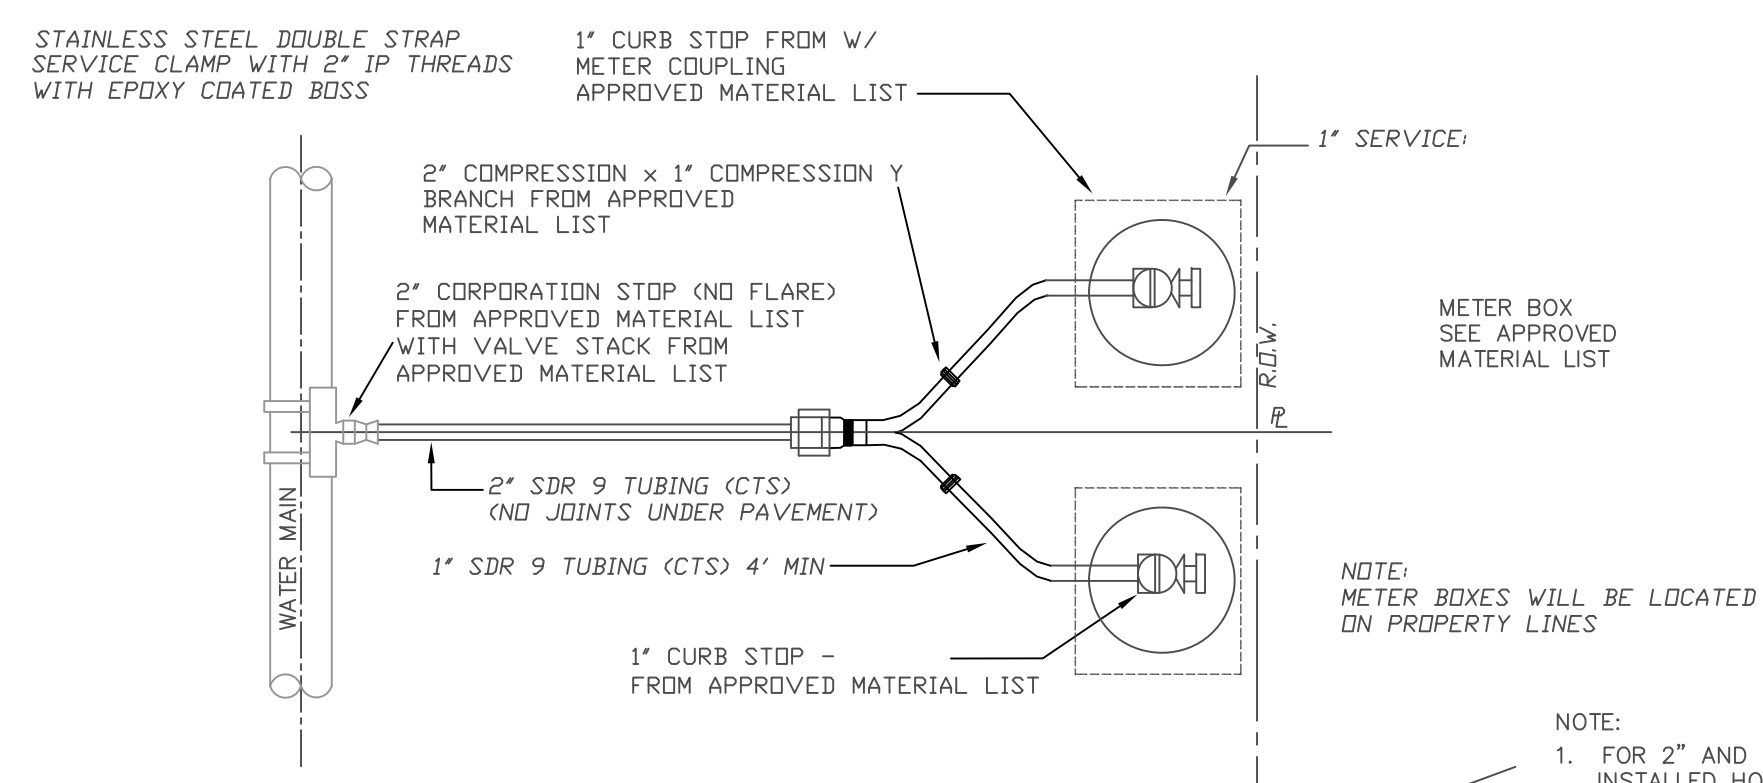 STAINLESS STEEL DOUBLE STRAP
SERVICE CLAMP WITH 2" IP THREADS
WITH EPOXY COATED BOSS
1" CURB STOP FROM W/
METER COUPLING
APPROVED MATERIAL LIST
1" SERVICE:
2" COMPRESSION x 1" COMPRESSION Y
BRANCH FROM APPROVED
MATERIAL LIST
2" CORPORATION STOP (NO FLARE)
FROM APPROVED MATERIAL LIST
WITH VALVE STACK FROM
APPROVED MATERIAL LIST
METER BOX
SEE APPROVED
MATERIAL LIST
R.O.W.
PL
WATER MAIN
2" SDR 9 TUBING (CTS)
(NO JOINTS UNDER PAVEMENT)
1" SDR 9 TUBING (CTS) 4' MIN
NOTE:
METER BOXES WILL BE LOCATED
ON PROPERTY LINES
1" CURB STOP -
FROM APPROVED MATERIAL LIST
NOTE:
1. FOR 2" AND
INSTALLED HO